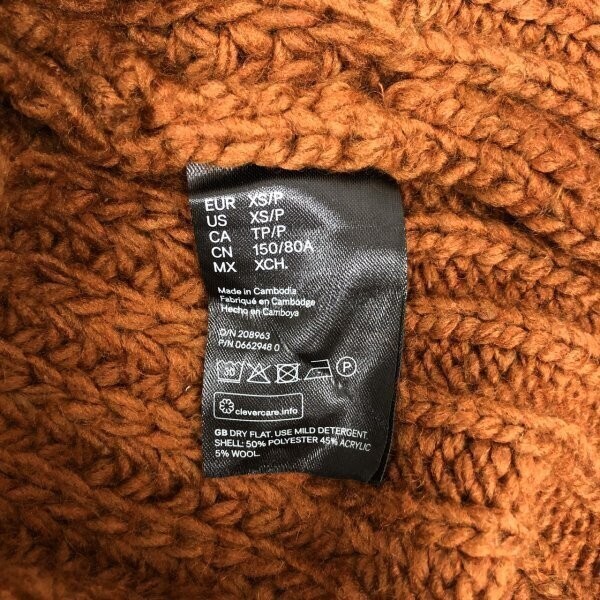 EUR XS/P
US XS/P
CA TP/P
CN 150/80A
MX XCH.
Made in Cambodia
Fabriqué en Cambodge
Hecho en Camboya
O/N 208963
P/N 0662948 0
30 P
clevercare.info
GB DRY FLAT. USE MILD DETERGENT.
SHELL: 50% POLYESTER 45% ACRYLIC
5% WOOL.